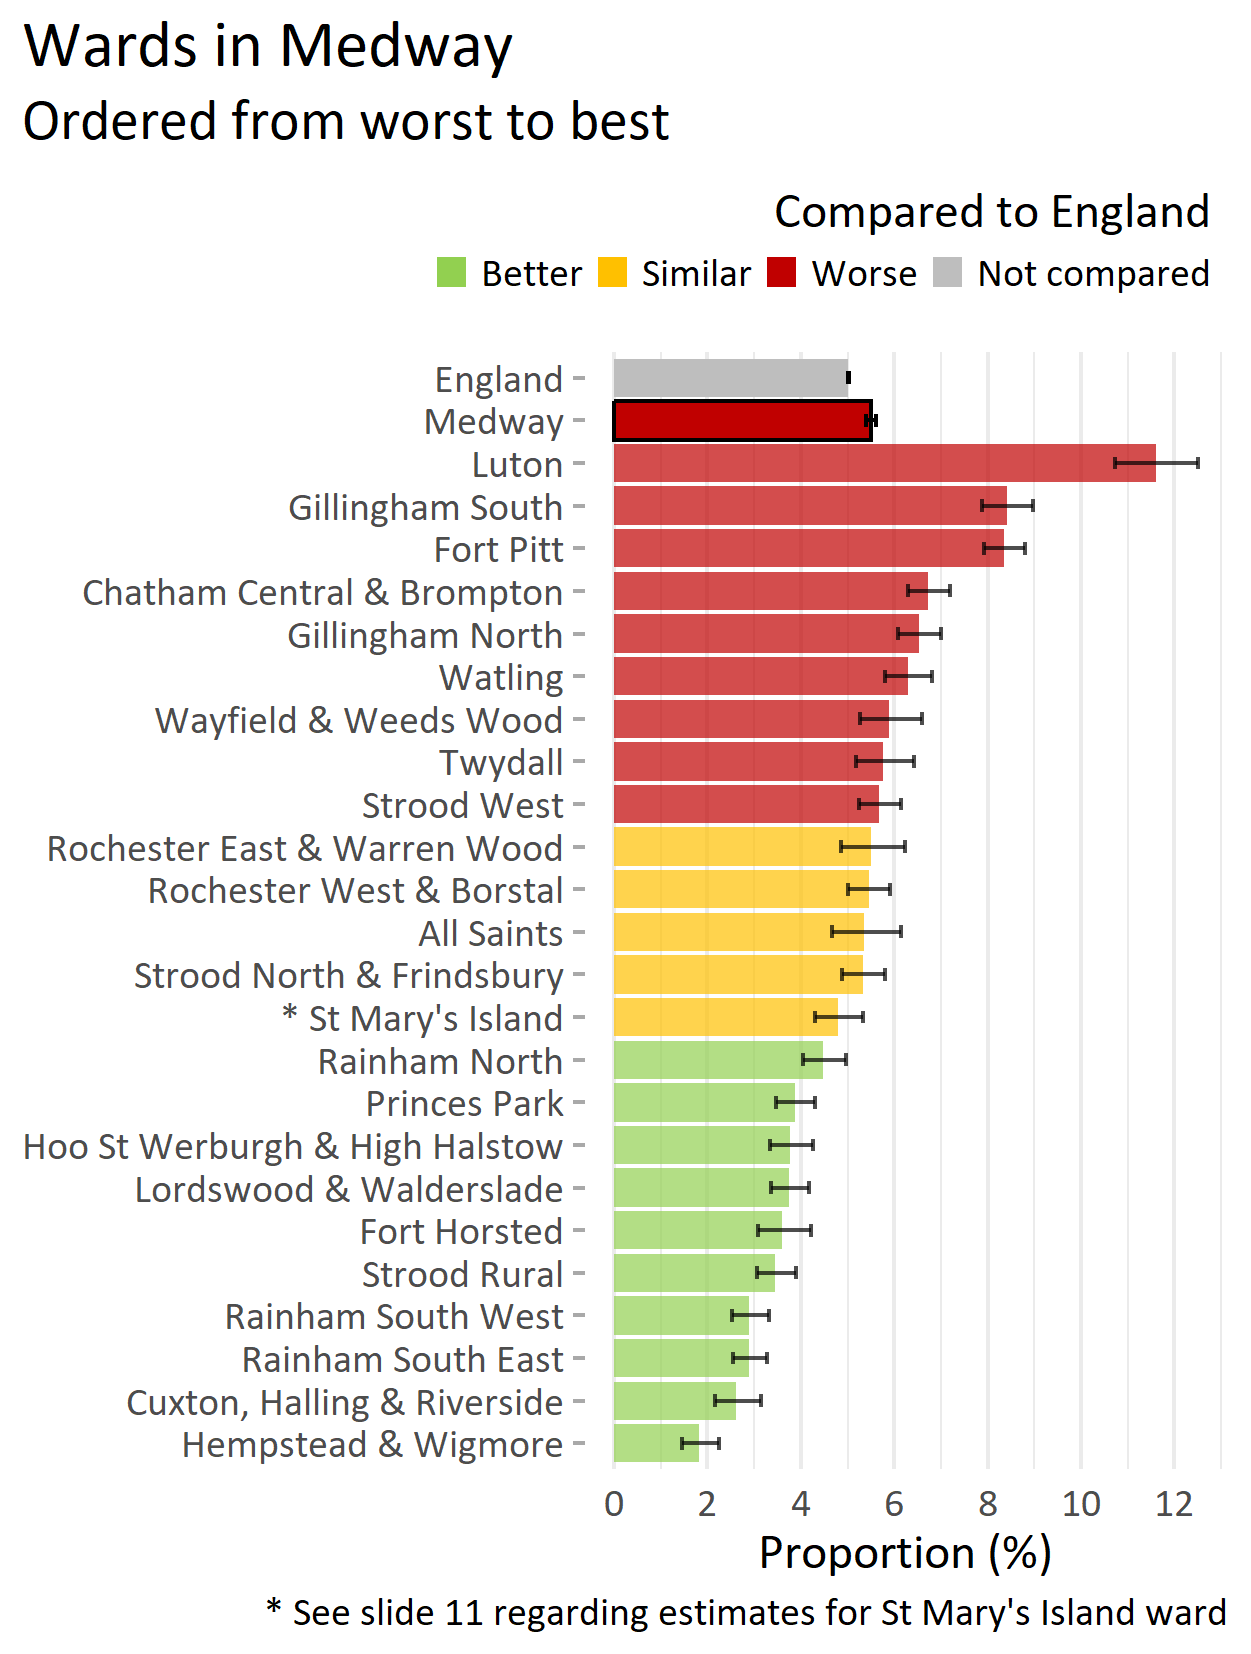 Wards in Medway
Ordered from worst to best
Compared to England
Better Similar Worse Not compared
England
Medway
Luton
Gillingham South
Fort Pitt
Chatham Central & Brompton
Gillingham North
Watling
Wayfield & Weeds Wood
Twydall
Strood West
Rochester East & Warren Wood
Rochester West & Borstal
All Saints
Strood North & Frindsbury
* St Mary's Island
Rainham North
Princes Park
Hoo St Werburgh & High Halstow
Lordswood & Walderslade
Fort Horsted
Strood Rural
Rainham South West
Rainham South East
Cuxton, Halling & Riverside
Hempstead & Wigmore
0 2 4 6 8 10 12
Proportion (%)
* See slide 11 regarding estimates for St Mary's Island ward